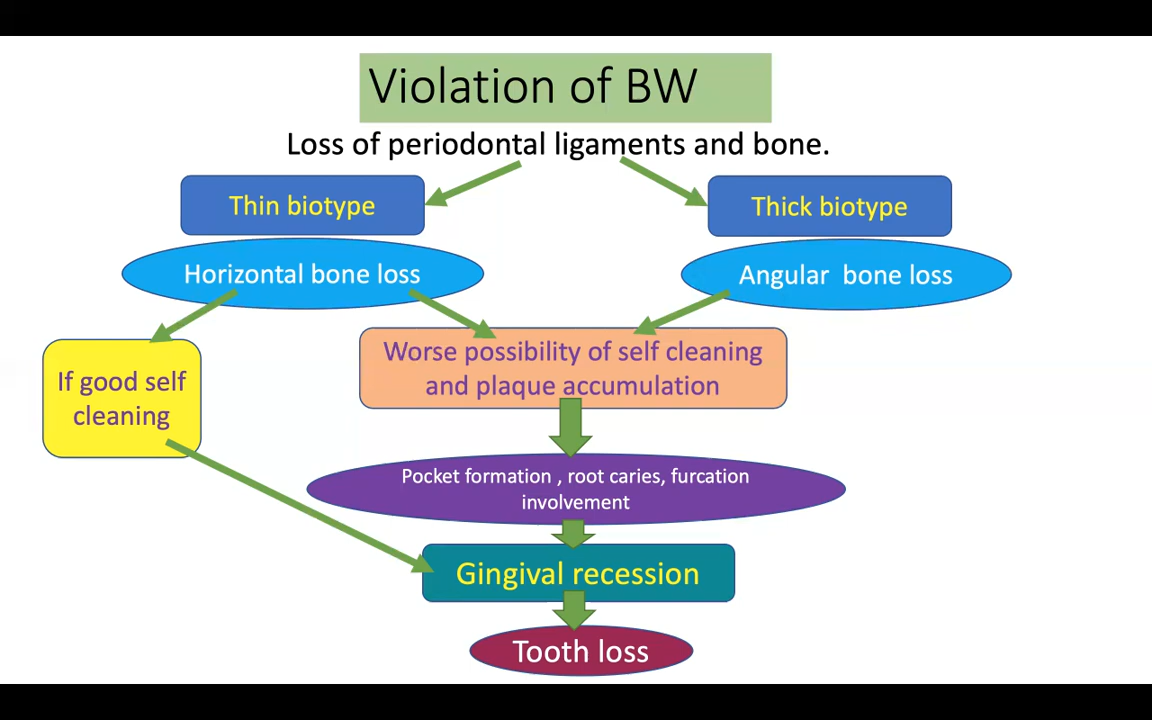 Violation of BW
Loss of periodontal ligaments and bone.
Thin biotype
Thick biotype
Horizontal bone loss
Angular bone loss
If good self
cleaning
Worse possibility of self cleaning
and plaque accumulation
Pocket formation , root caries, furcation
involvement
Gingival recession
Tooth loss